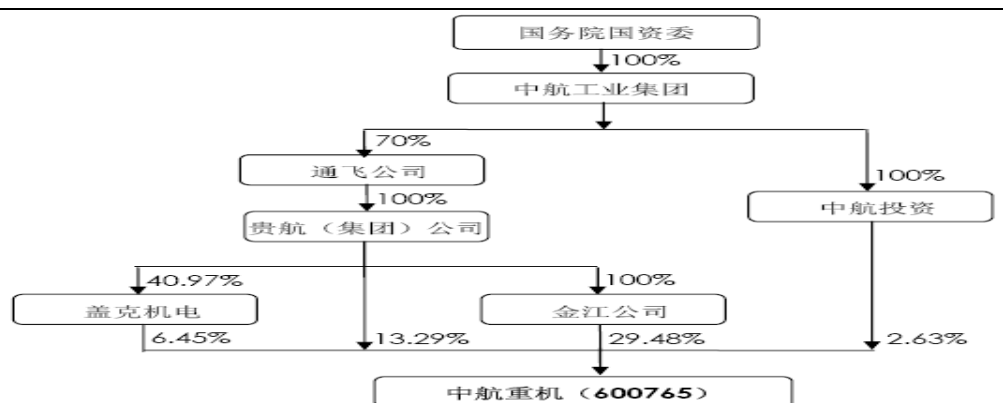 国务院国资委
100%
中航工业集团
70%
通飞公司
100%
100%
中航投资
贵航（集团）公司
40.97%
100%
盖克机电
金江公司
6.45%
13.29%
29.48%
2.63%
中航重机（600765）